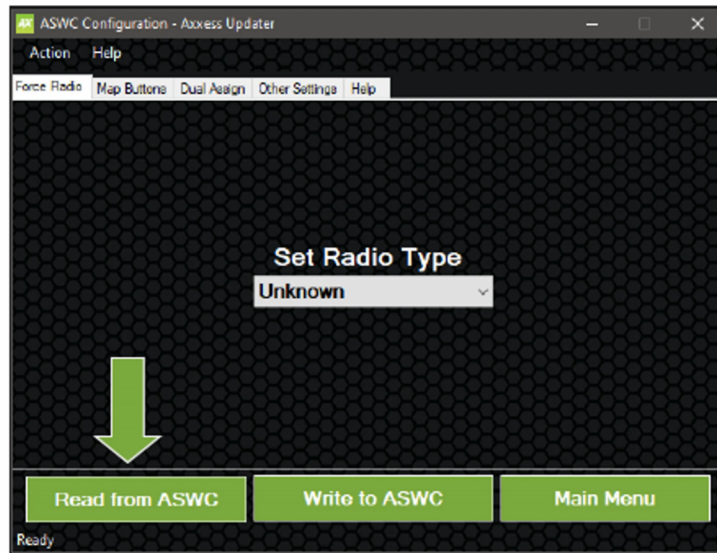 AX ASWC Configuration - Axxess Updater
Action Help
Force Radio Map Buttons Dual Assign Other Settings Help
Set Radio Type
Unknown
Read from ASWC Write to ASWC Main Menu
Ready